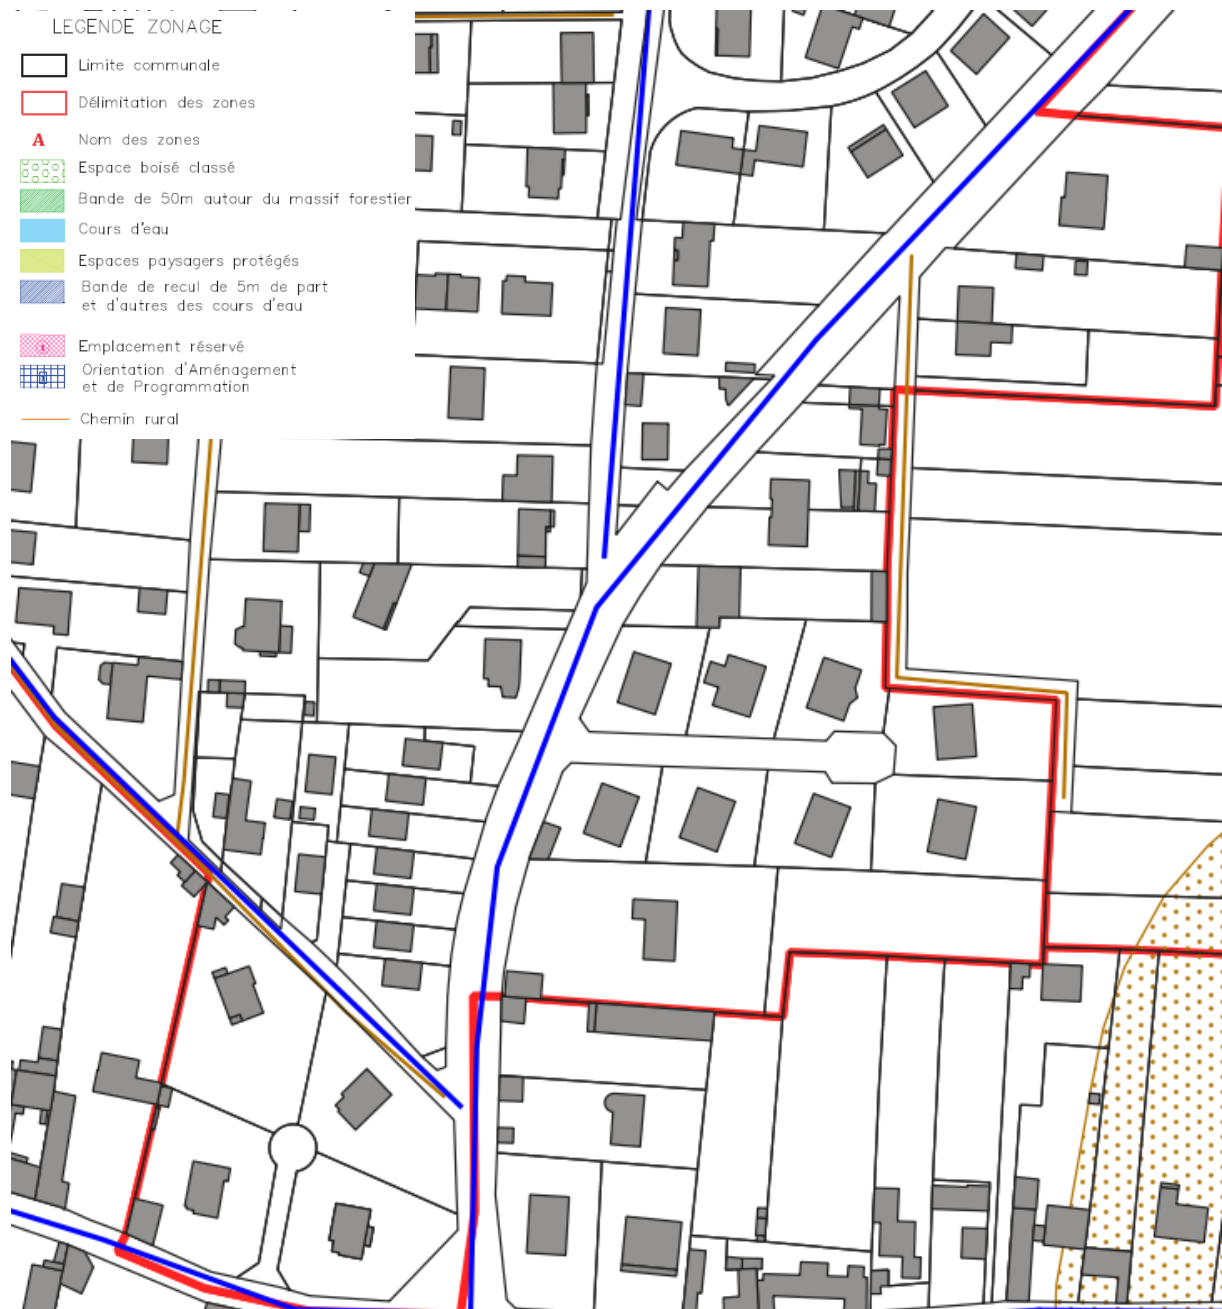 LEGENDE ZONAGE
Limite communale
Délimitation des zones
A Nom des zones
Espace boisé classé
Bande de 50m autour du massif forestier
Cours d'eau
Espaces paysagers protégés
Bande de recul de 5m de part
et d'autres des cours d'eau
Emplacement réservé
Orientation d'Aménagement
et de Programmation
Chemin rural